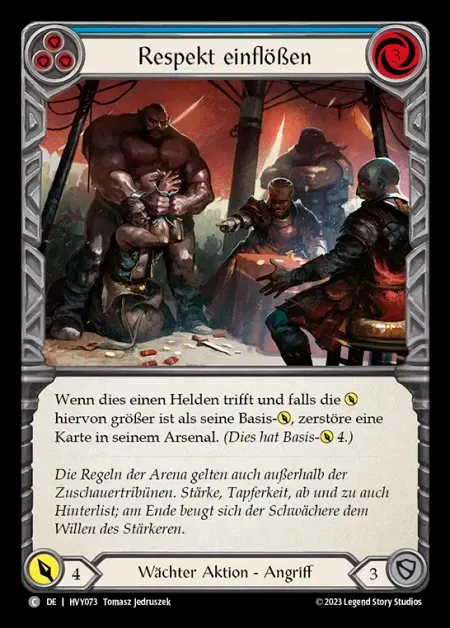 Respekt einflößen
3
Wenn dies einen Helden trifft und falls die
hiervon größer ist als seine Basis- , zerstöre eine
Karte in seinem Arsenal. (Dies hat Basis- 4.)
Die Regeln der Arena gelten auch außerhalb der
Zuschauertribünen. Stärke, Tapferkeit, ab und zu auch
Hinterlist; am Ende beugt sich der Schwächere dem
Willen des Stärkeren.
4 Wächter Aktion - Angriff 3
C DE | HVY073 Tomasz Jedruszek © 2023 Legend Story Studios